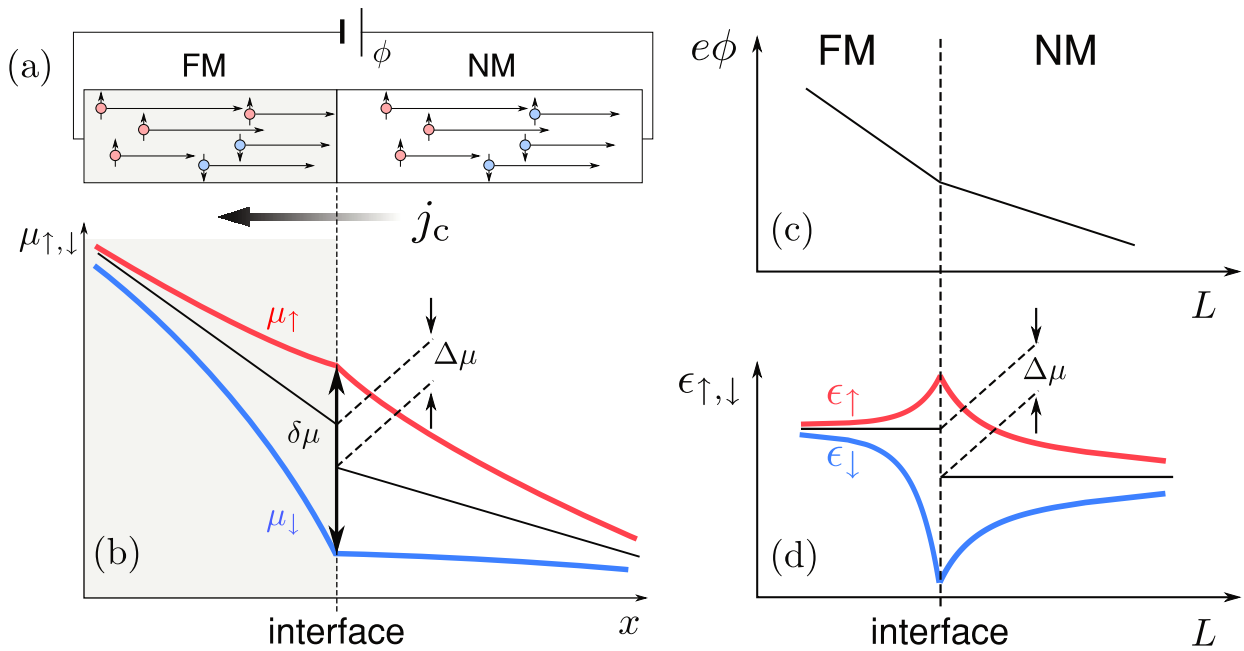 (a)
ϕ
FM
NM
j_c
μ↑,↓
μ↑
Δμ
δμ
μ↓
(b)
interface
x
eϕ
FM
NM
(c)
L
ϵ↑,↓
ϵ↑
Δμ
ϵ↓
(d)
interface
L